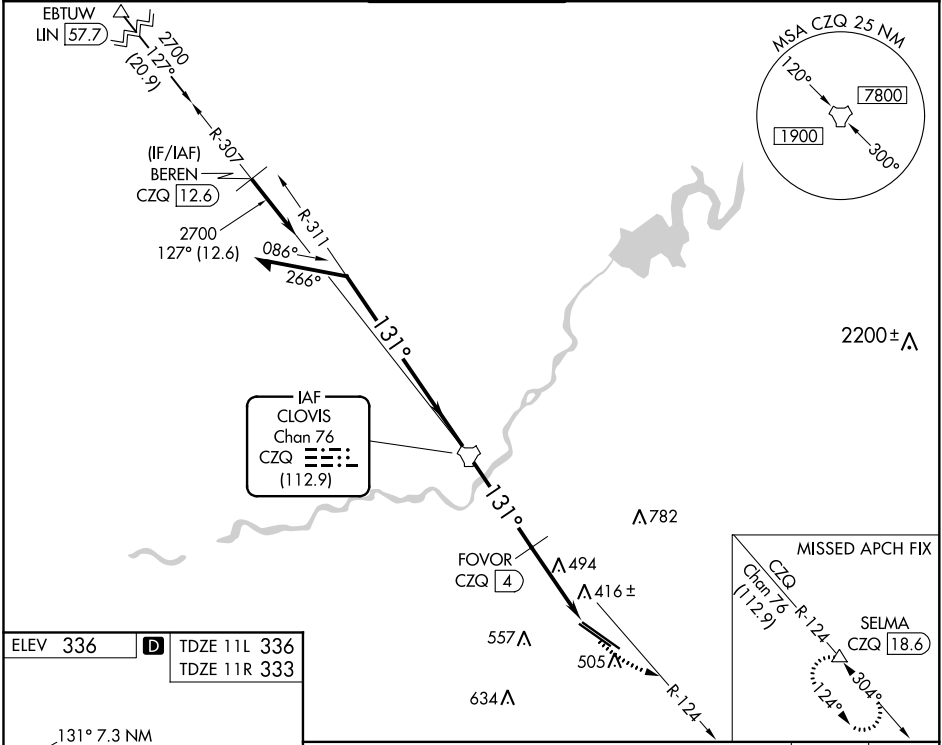 EBTUW
LIN 57.7
2700
127°
(20.9)
R-307
(IF/IAF)
BEREN
CZQ 12.6
2700
127° (12.6)
R-311
086°
266°
131°
MSA CZQ 25 NM
120°
7800
1900
300°
2200±
IAF
CLOVIS
Chan 76
CZQ
(112.9)
131°
782
FOVOR
CZQ 4
494
416±
557
505
634
R-124
MISSED APCH FIX
CZQ
Chan 76
(112.9)
R-124
SELMA
CZQ 18.6
304°
124°
ELEV 336
D
TDZE 11L 336
TDZE 11R 333
131° 7.3 NM